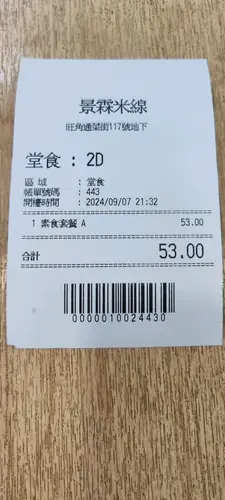 景霖米線
旺角通菜街117號地下
堂食 : 2D
區域 : 堂食
帳單號碼 : 443
開檯時間 : 2024/09/07 21:32
1 素食套餐 A 53.00
合計 53.00
0000010024430